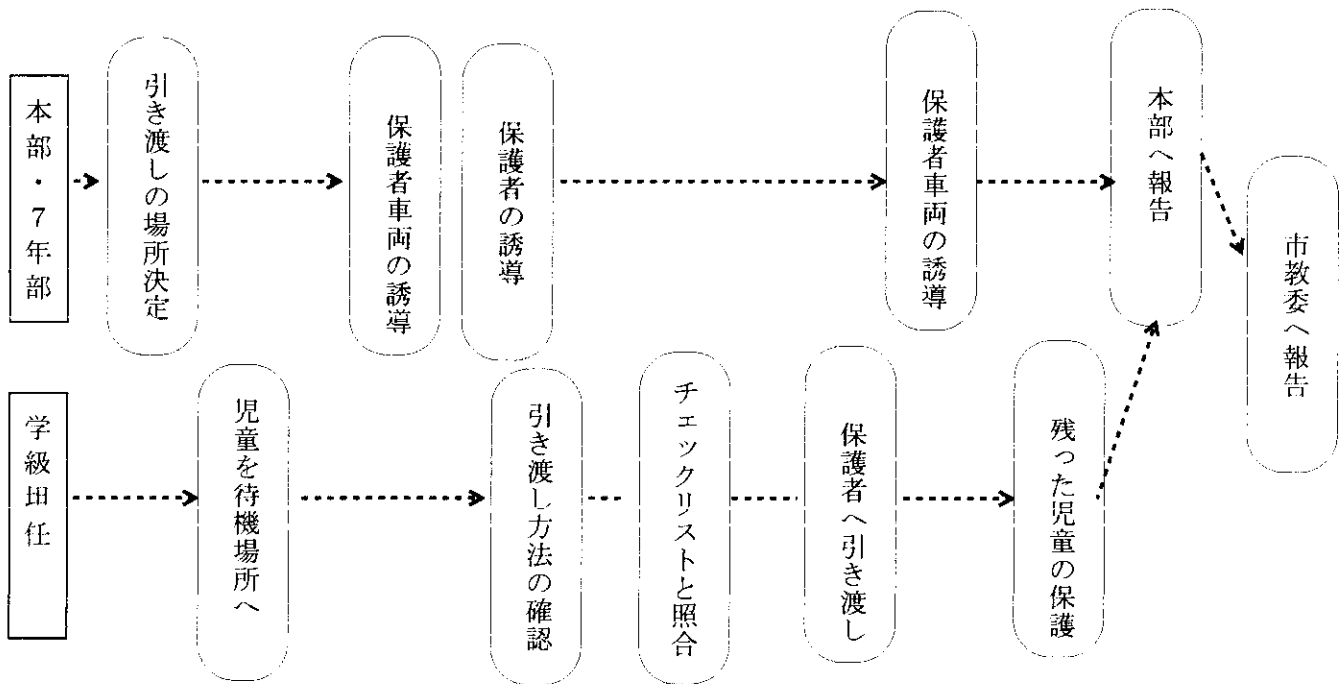 本部・7年部
引き渡しの場所決定
保護者車両の誘導
保護者の誘導
保護者車両の誘導
本部へ報告
市教委へ報告
学級担任
児童を待機場所へ
引き渡し方法の確認
チェックリストと照合
保護者へ引き渡し
残った児童の保護